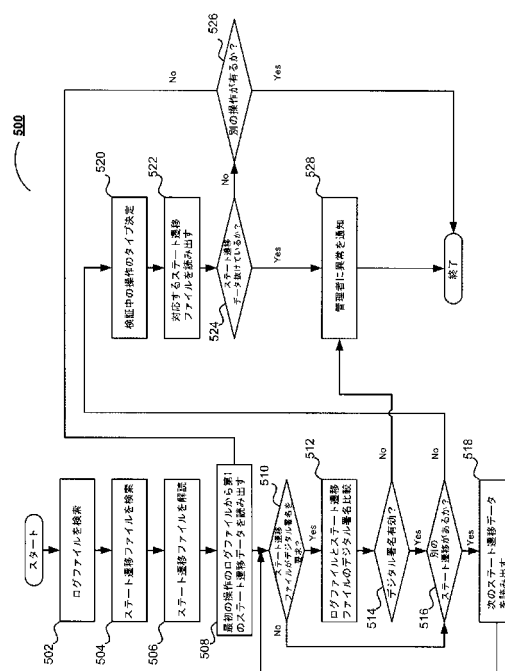 500
スタート
ログファイルを検索
502
ステート遷移ファイルを検索
504
ステート遷移ファイルを解読
506
最初の操作のログファイルから第1
のステート遷移データを読み出す
508
510
ステート遷移
ファイルがデジタル署名を
要求?
Yes
No
512
ログファイルとステート遷移
ファイルのデジタル署名比較
デジタル署名有効?
514
No
Yes
別の
ステート遷移があるか?
516
No
Yes
518
次のステート遷移データ
を読み出す
520
検証中の操作のタイプ決定
522
対応するステート遷移
ファイルを読み出す
ステート遷移
データ抜けているか?
524
No
Yes
526
別の操作が有るか?
No
Yes
528
管理者に異常を通知
終了